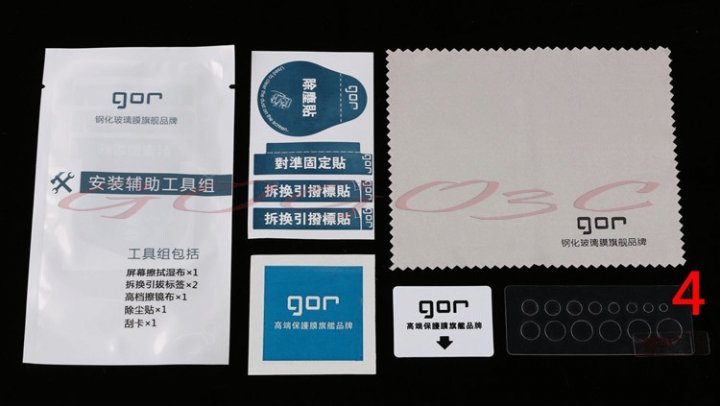 gor
钢化玻璃膜旗舰品牌
安装辅助工具组
工具组包括
屏幕擦拭湿布×1
拆换引拔标签×2
高档擦镜布×1
除尘贴×1
刮卡×1
gor
除塵貼
對準固定貼
gor
拆換引撥標貼
gor
拆換引撥標貼
gor
gor
高端保護膜旗艦品牌
gor
钢化玻璃膜旗舰品牌
gor
高端保護膜旗艦品牌
4